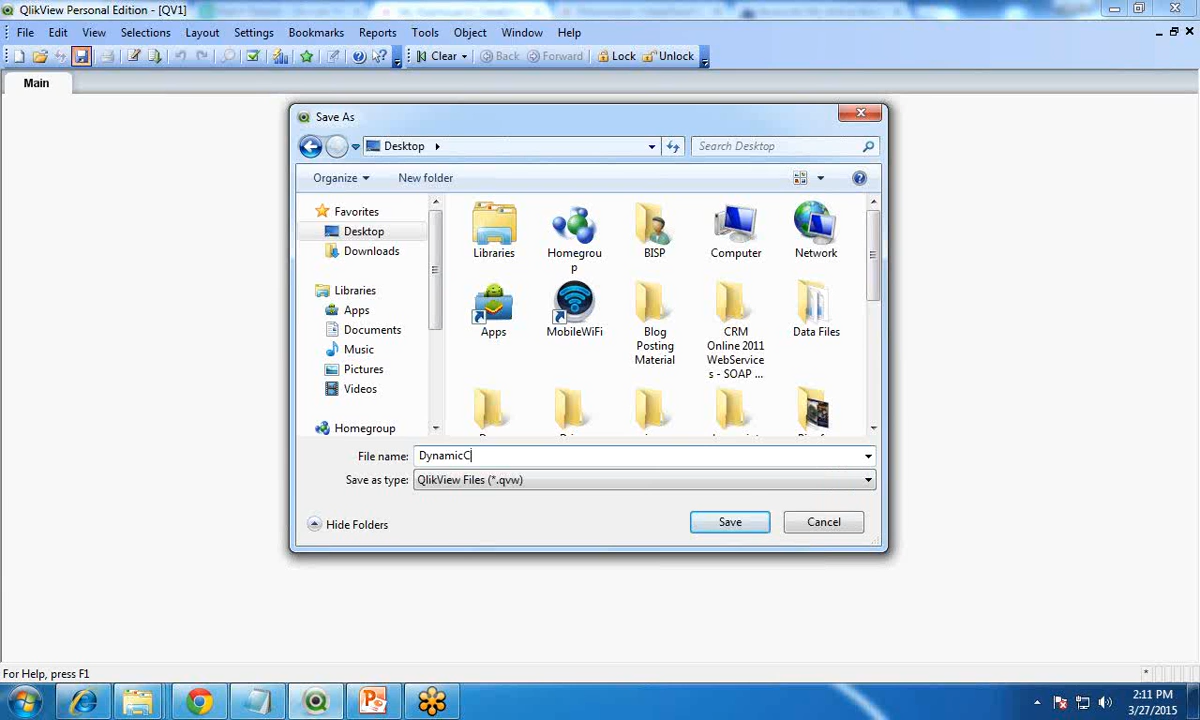 QlikView Personal Edition - [QV1]
File Edit View Selections Layout Settings Bookmarks Reports Tools Object Window Help
Clear Back Forward Lock Unlock
Main
Save As
Desktop
Search Desktop
Organize New folder
Favorites
Desktop
Downloads
Libraries
Apps
Documents
Music
Pictures
Videos
Homegroup
Libraries
Homegrou
p
BISP
Computer
Network
Apps
MobileWiFi
Blog
Posting
Material
CRM
Online 2011
WebService
s - SOAP ...
Data Files
File name: DynamicC
Save as type: QlikView Files (*.qvw)
Hide Folders
Save
Cancel
For Help, press F1
2:11 PM
3/27/2015